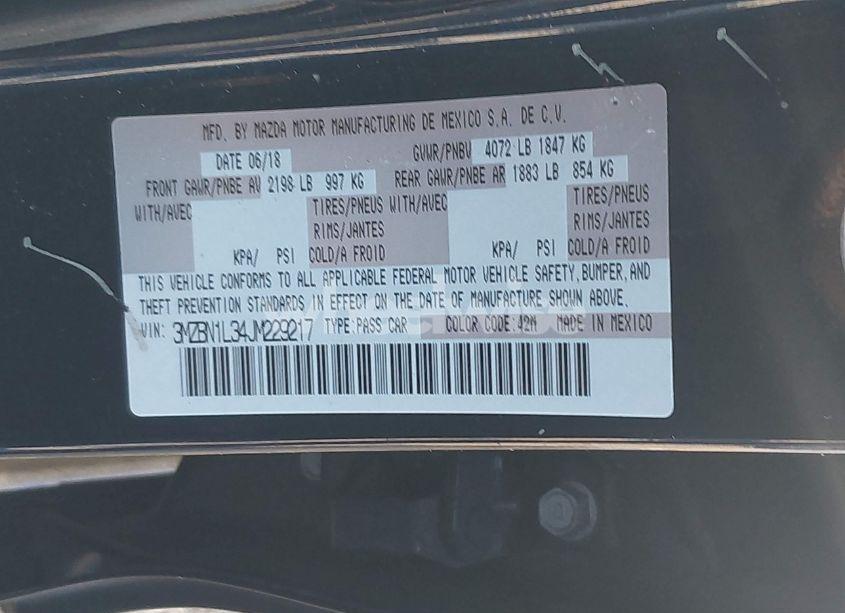 MFD. BY MAZDA MOTOR MANUFACTURING DE MEXICO S.A. DE C.V.
DATE 06/18 GVWR/PNBV 4072 LB 1847 KG
FRONT GAWR/PNBE AV 2198 LB 997 KG REAR GAWR/PNBE AR 1883 LB 854 KG
WITH/AVEC TIRES/PNEUS WITH/AVEC TIRES/PNEUS
RIMS/JANTES RIMS/JANTES
KPA/ PSI COLD/A FROID KPA/ PSI COLD/A FROID
THIS VEHICLE CONFORMS TO ALL APPLICABLE FEDERAL MOTOR VEHICLE SAFETY, BUMPER, AND
THEFT PREVENTION STANDARDS IN EFFECT ON THE DATE OF MANUFACTURE SHOWN ABOVE.
VIN: 3MZBN1L34JM229217 TYPE:PASS CAR COLOR CODE:42M MADE IN MEXICO